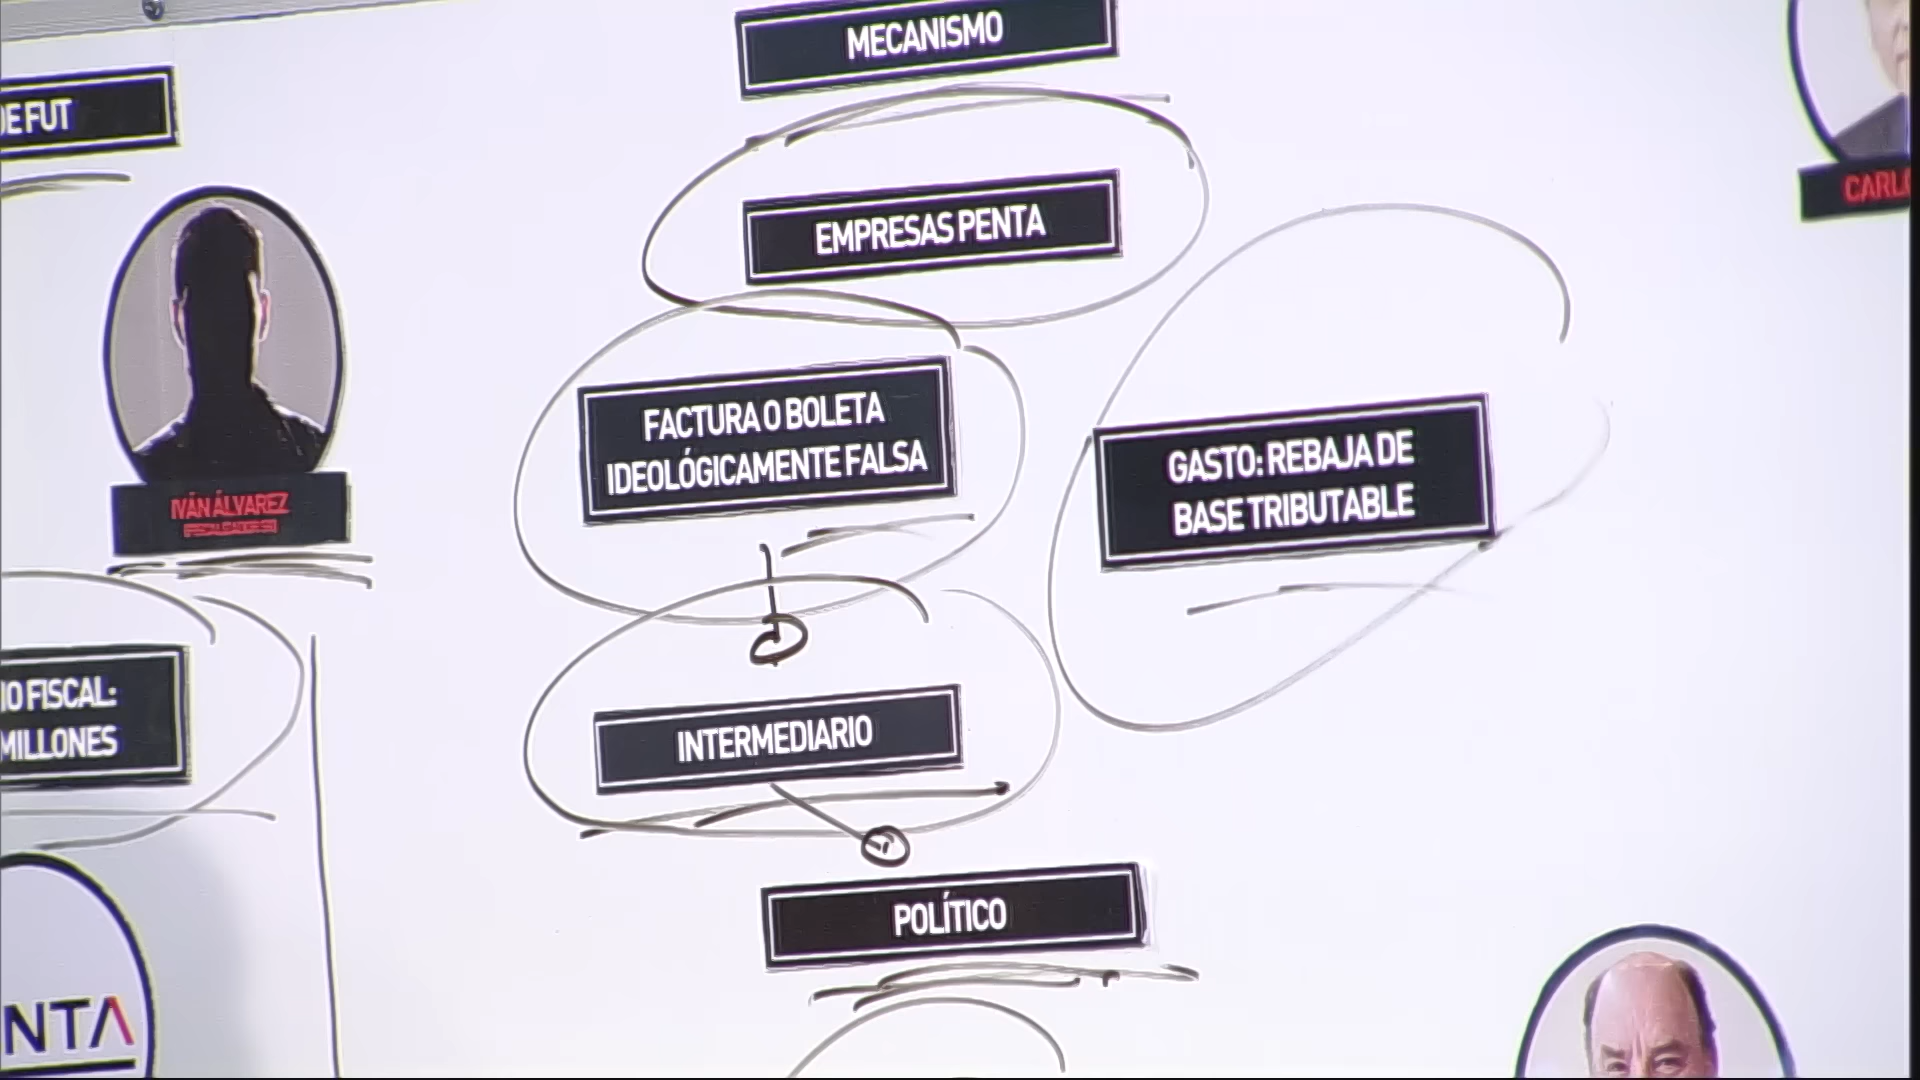 MECANISMO
DE FUT
EMPRESAS PENTA
CARLO
FACTURA O BOLETA
IDEOLÓGICAMENTE FALSA
GASTO: REBAJA DE
BASE TRIBUTABLE
IVÁN ÁLVAREZ
IO FISCAL:
MILLONES
INTERMEDIARIO
POLÍTICO
NTA